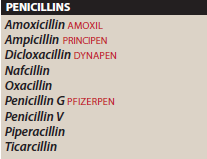 PENICILLINS
Amoxicillin AMOXIL
Ampicillin PRINCIPEN
Dicloxacillin DYNAPEN
Nafcillin
Oxacillin
Penicillin G PFIZERPEN
Penicillin V
Piperacillin
Ticarcillin